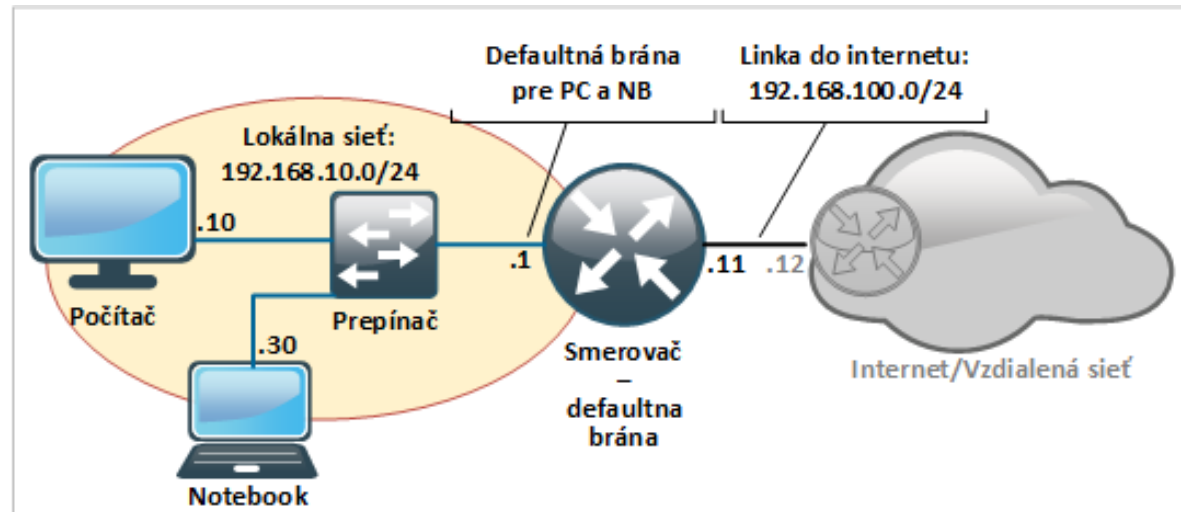 Defaultná brána
pre PC a NB
Linka do internetu:
192.168.100.0/24
Lokálna sieť:
192.168.10.0/24
.10
.1
.11
.12
Počítač
Prepínač
.30
Smerovač
–
defaultna
brána
Internet/Vzdialená sieť
Notebook